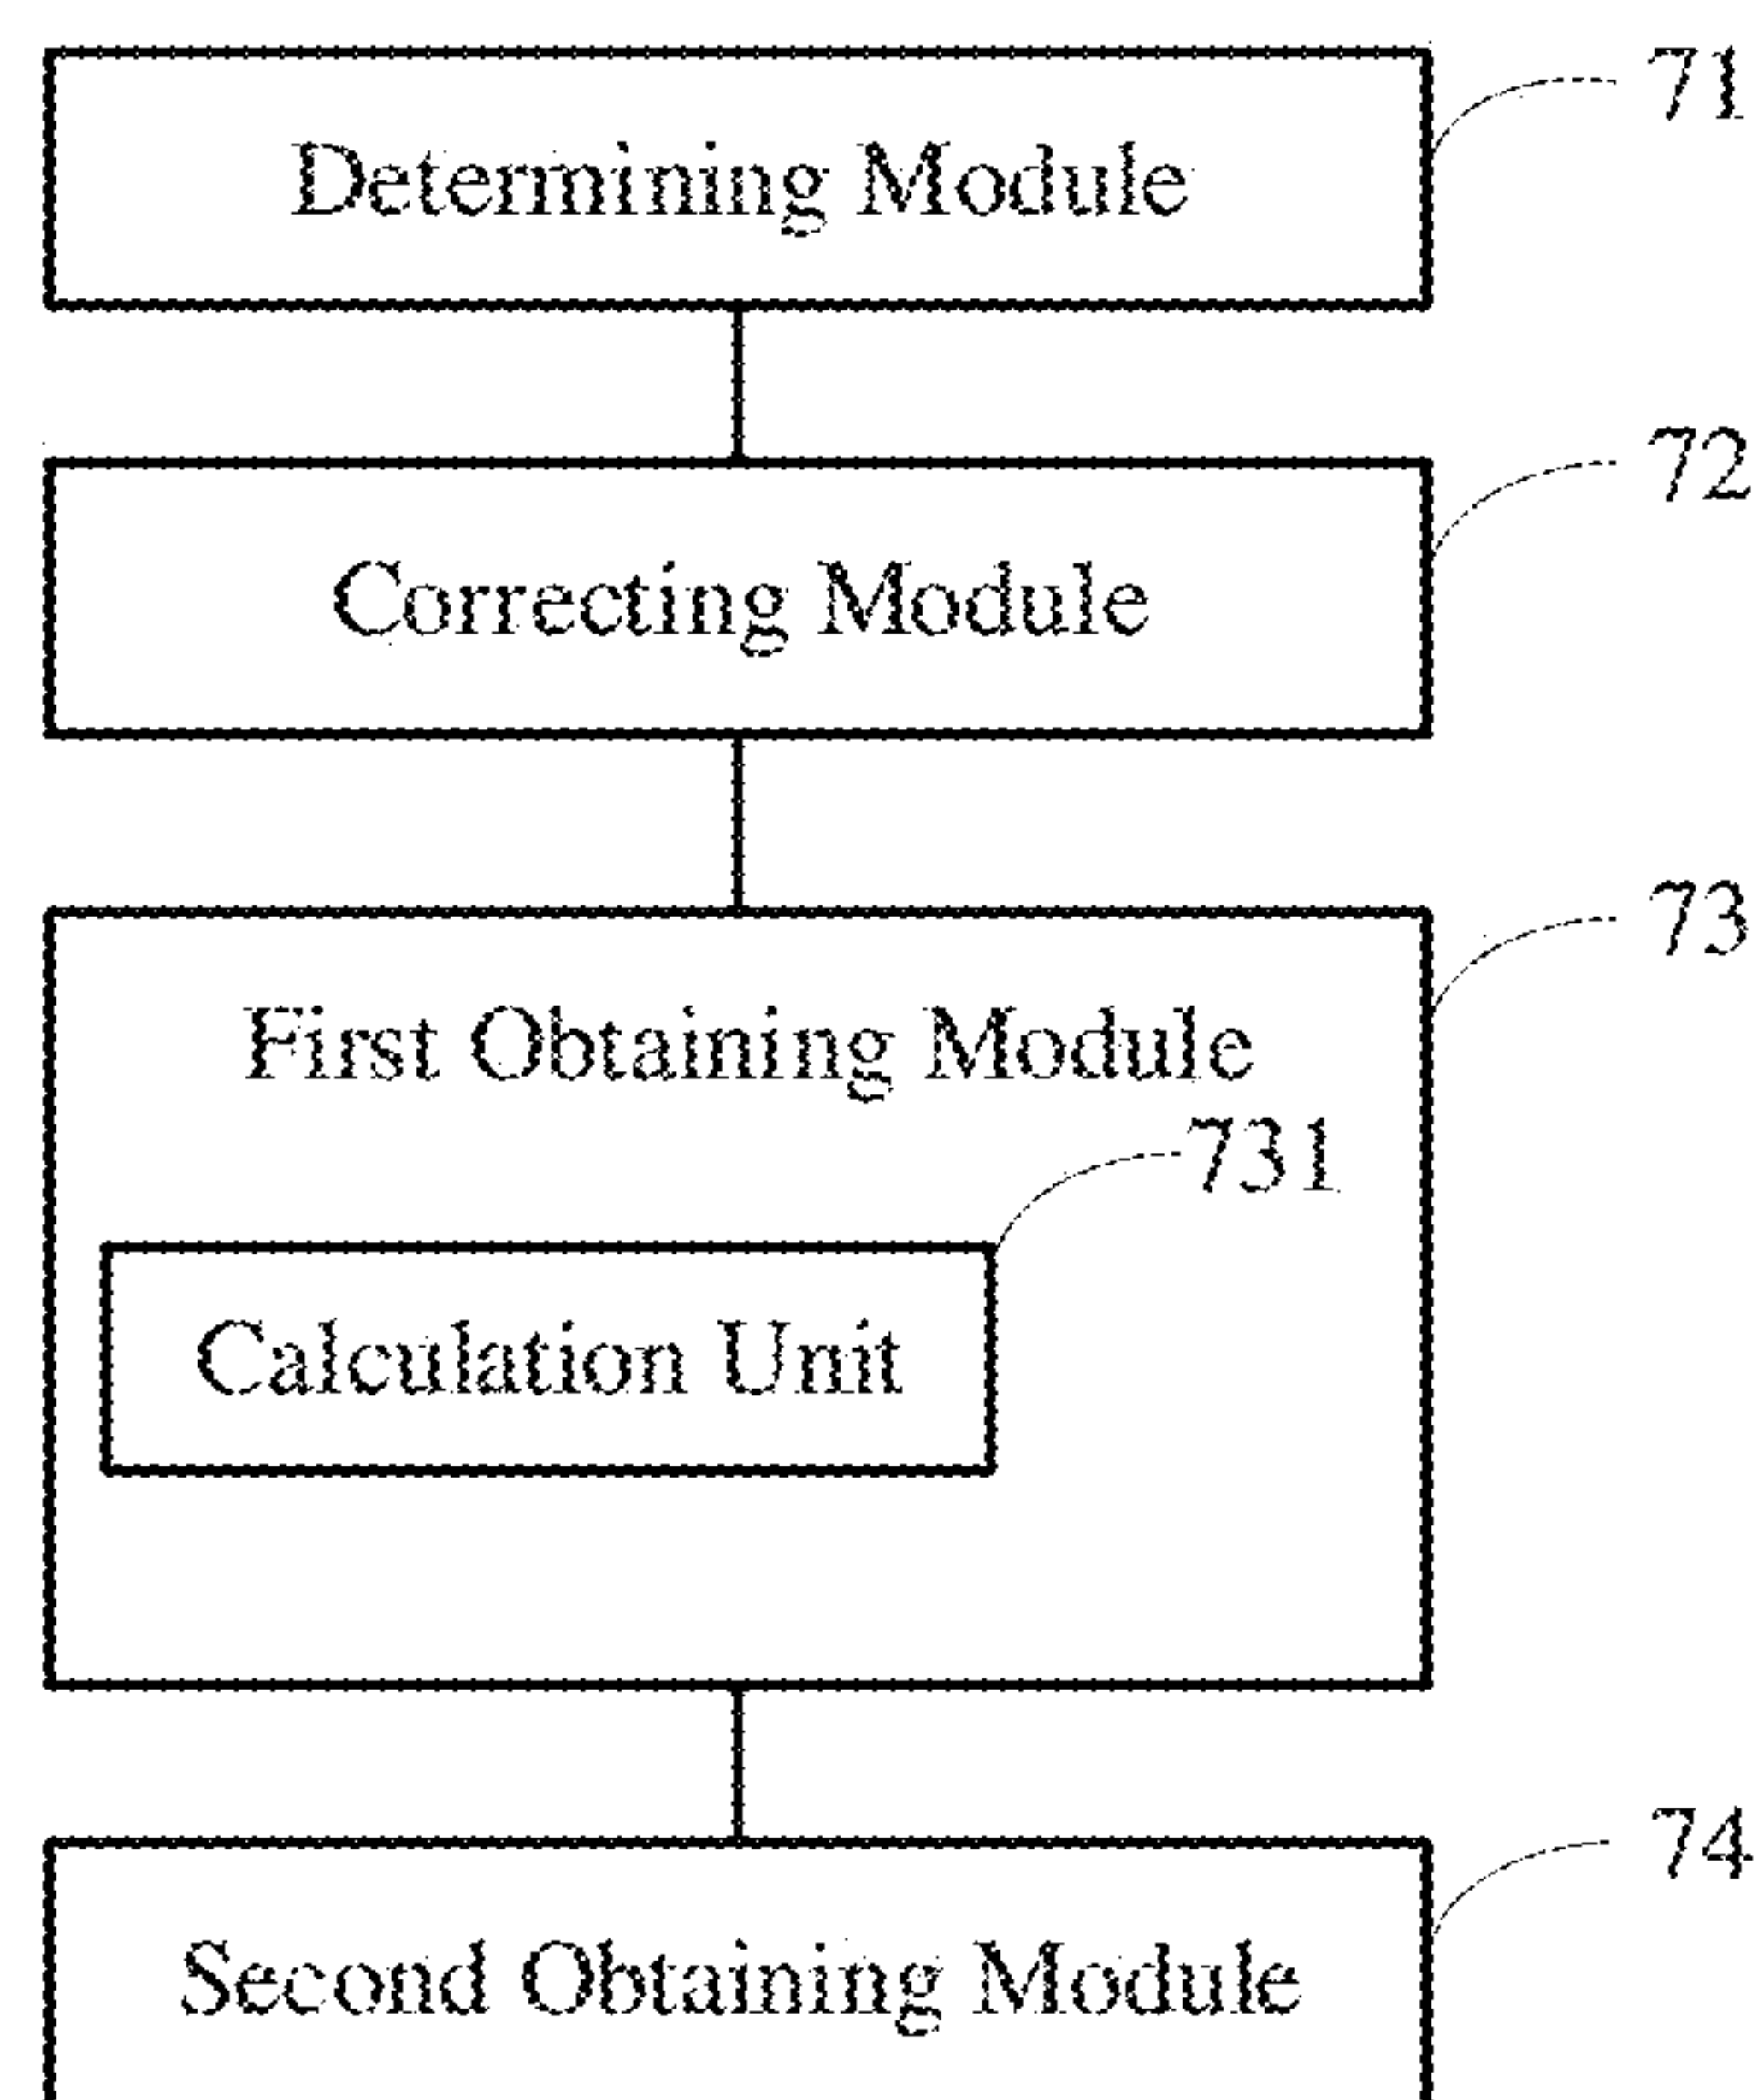 71
Determining Module
72
Correcting Module
73
First Obtaining Module
731
Calculation Unit
74
Second Obtaining Module